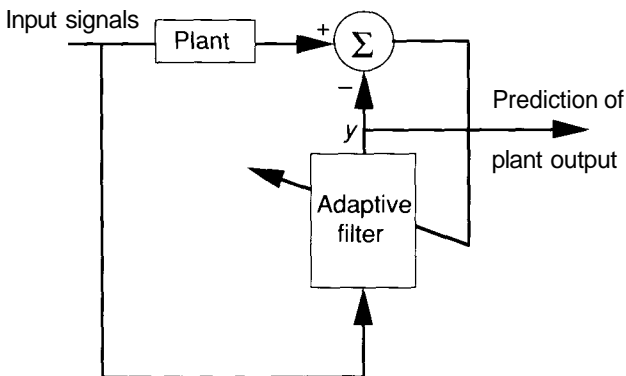 Input signals
Plant
+
Σ
−
y
Prediction of
plant output
Adaptive
filter